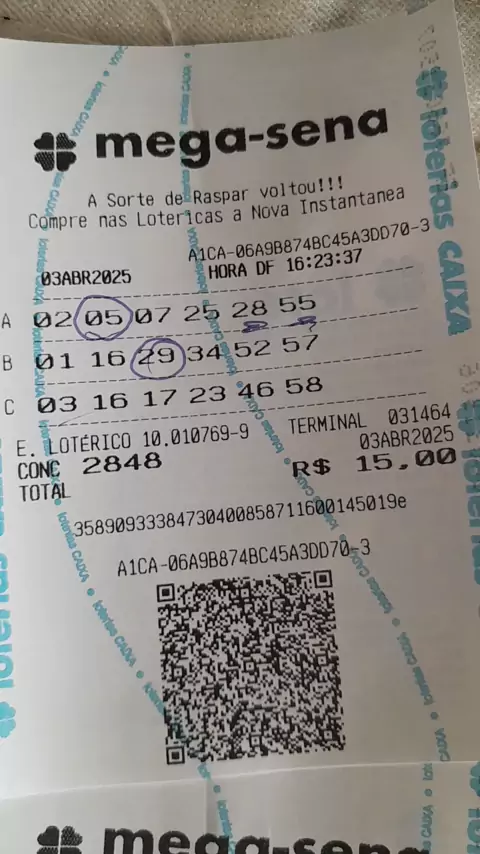 mega-sena
A Sorte de Raspar voltou!!!
Compre nas Lotericas a Nova Instantanea
A1CA-06A9B874BC45A3DD70-3
03ABR2025 HORA DF 16:23:37
A 02 05 07 25 28 55
B 01 16 29 34 52 57
C 03 16 17 23 46 58
E. LOTÉRICO 10.010769-9 TERMINAL 031464
CONC 2848 03ABR2025
TOTAL R$ 15,00
35890933384730400858711600145019e
A1CA-06A9B874BC45A3DD70-3
loterias CAIXA
mega-sena